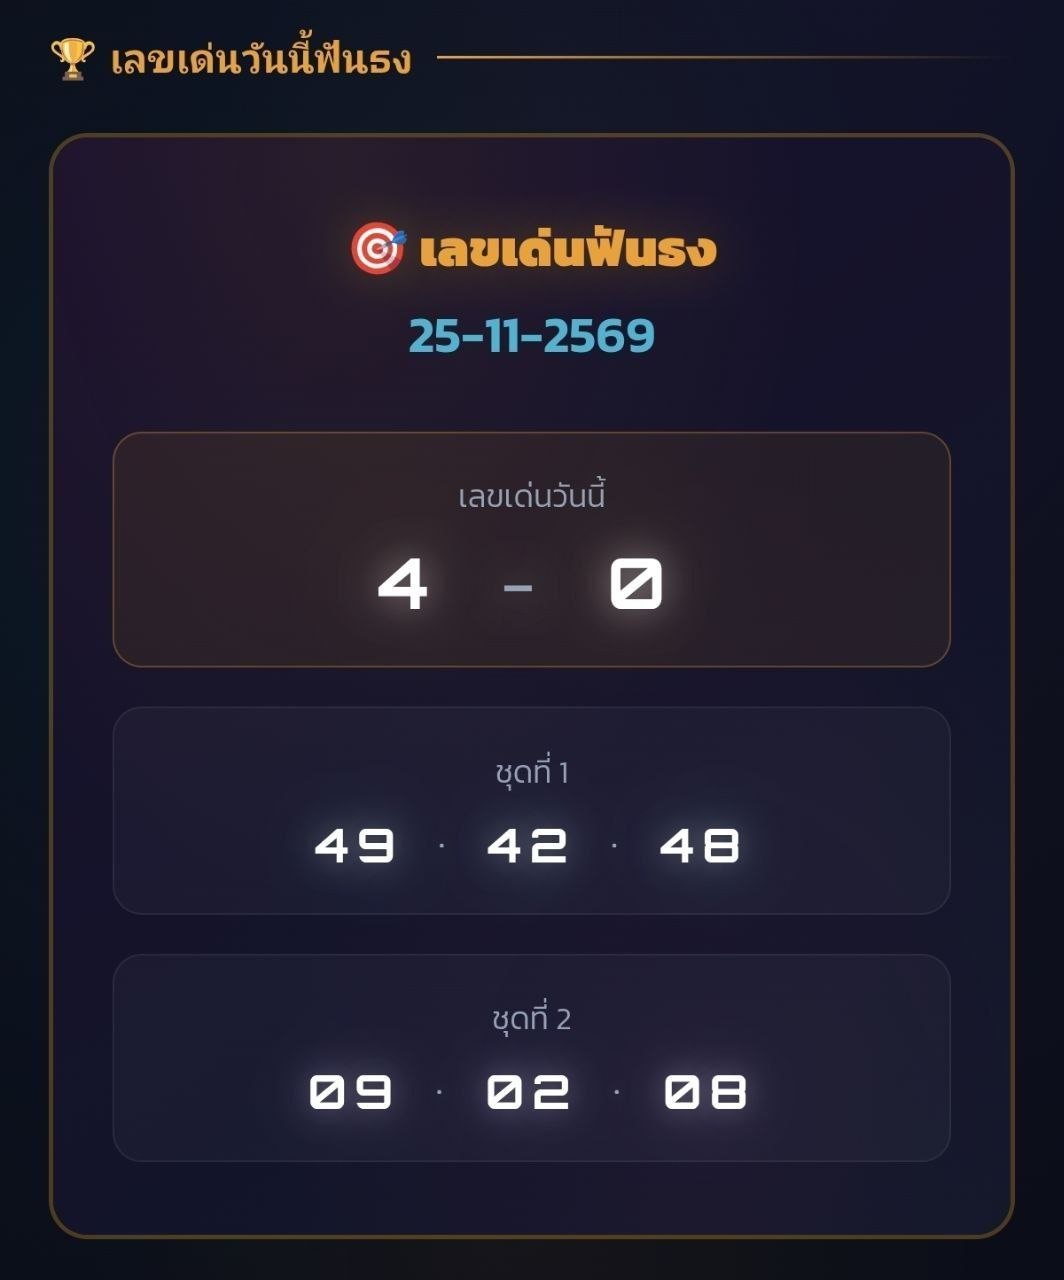 🏆 เลขเด่นวันนี้ฟันธง
🎯 เลขเด่นฟันธง
25-11-2569
เลขเด่นวันนี้
4 - 0
ชุดที่ 1
49 · 42 · 48
ชุดที่ 2
09 · 02 · 08